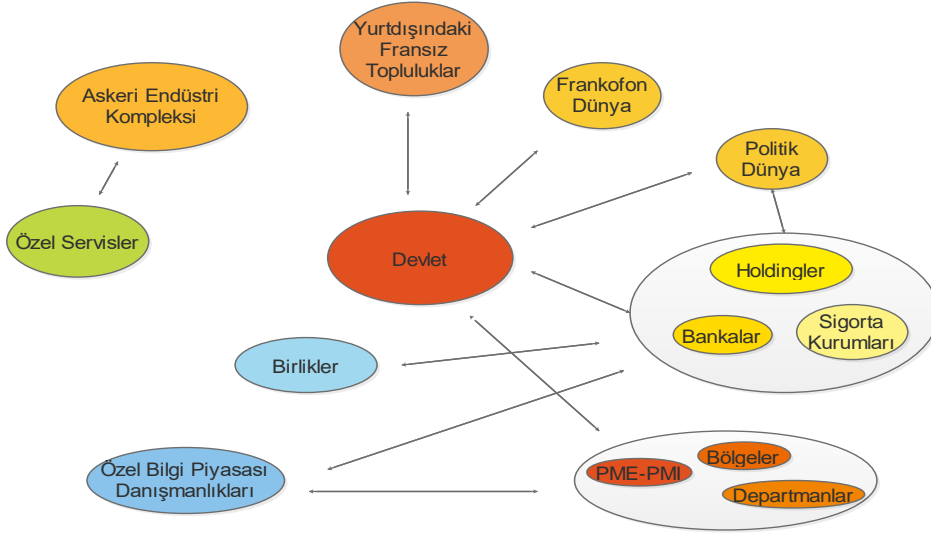 Yurtdışındaki
Fransız
Topluluklar
Askeri Endüstri
Kompleksi
Frankofon
Dünya
Politik
Dünya
Özel Servisler
Devlet
Holdingler
Bankalar
Sigorta
Kurumları
Birlikler
Özel Bilgi Piyasası
Danışmanlıkları
PME-PMI
Bölgeler
Departmanlar